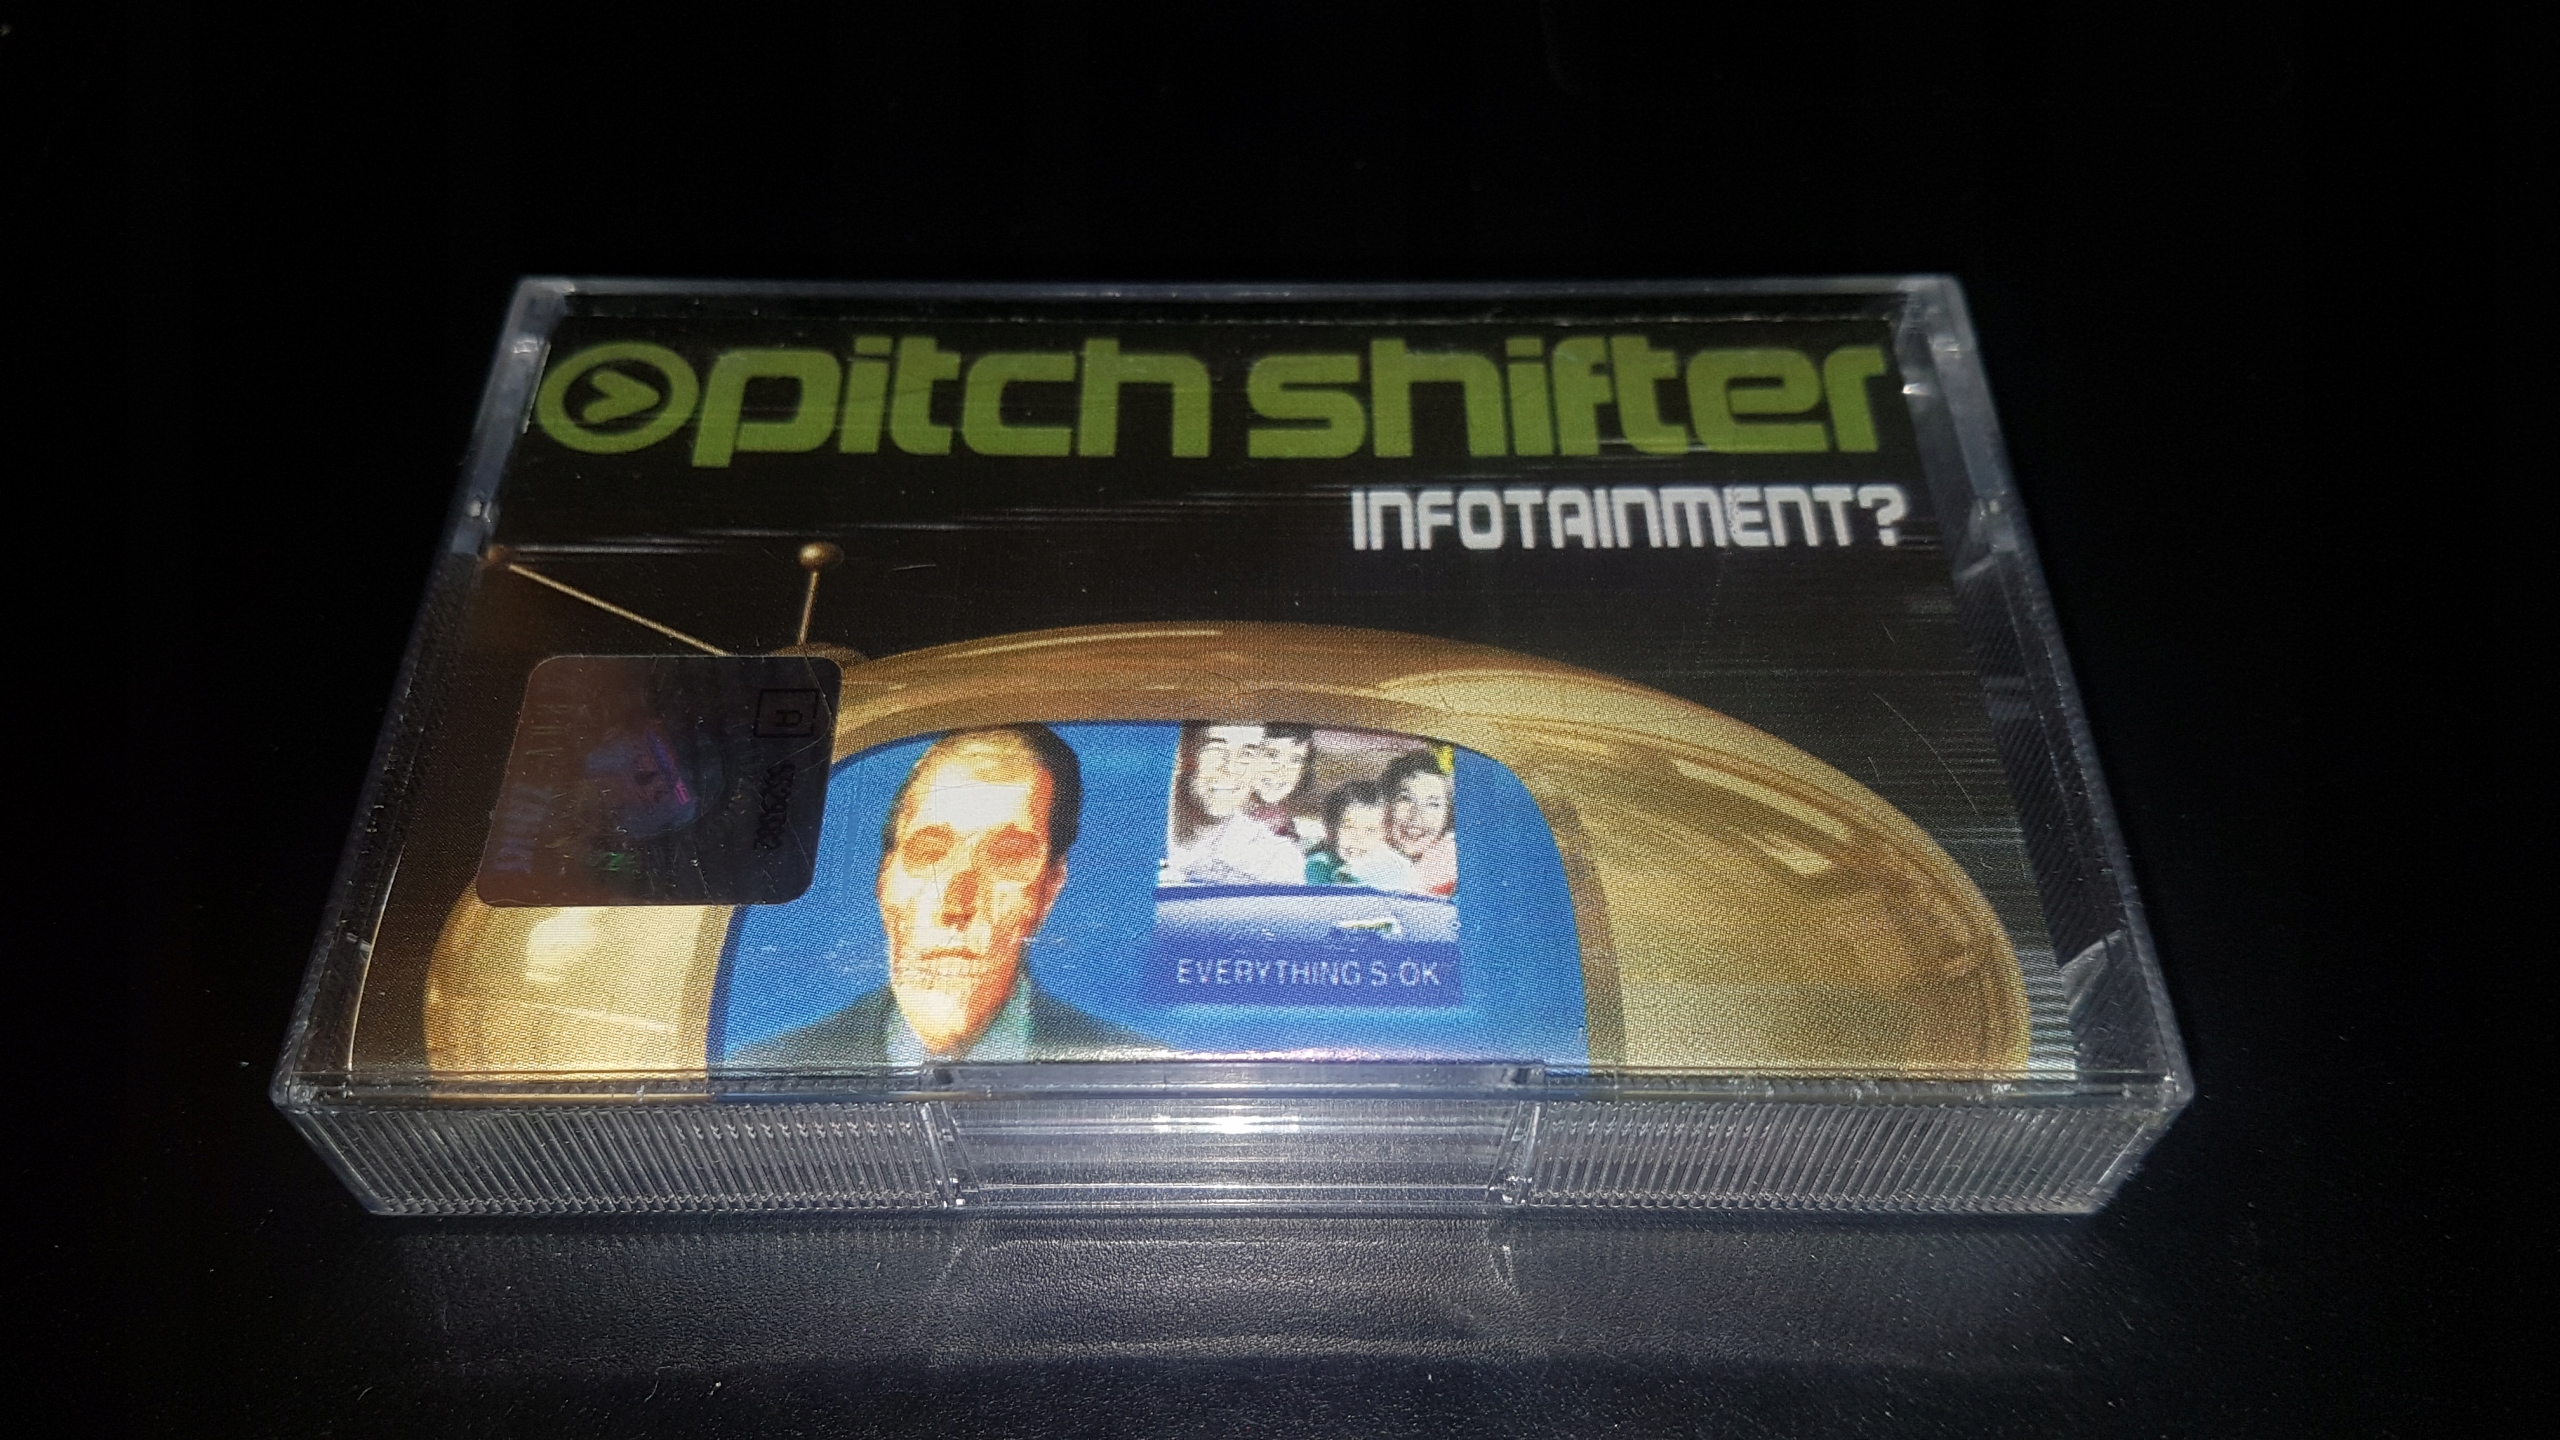 pitch shifter
INFOTAINMENT?
A
EVERYTHING S OK